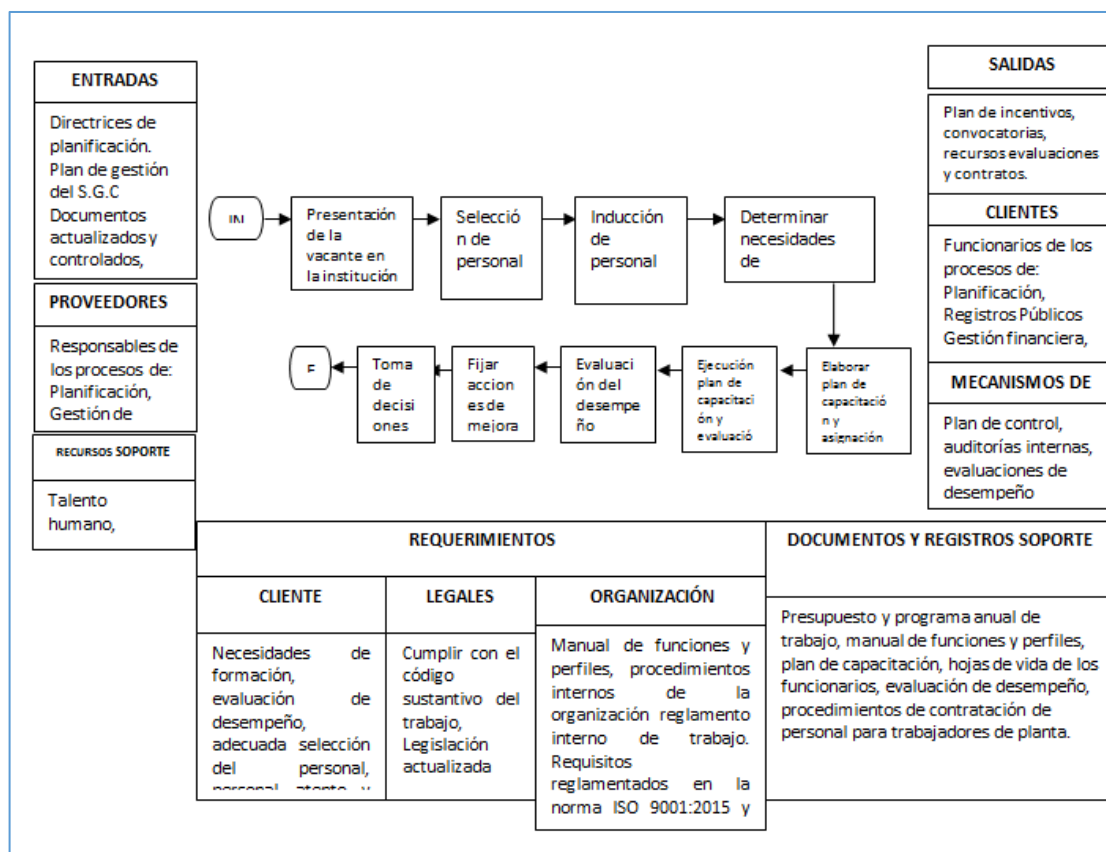 ENTRADAS
Directrices de
planificación.
Plan de gestión
del S.G.C
Documentos
actualizados y
controlados,
PROVEEDORES
Responsables de
los procesos de:
Planificación,
Gestión de
RECURSOS SOPORTE
Talento
humano,
IN
Presentación
de la
vacante en
la institución
Selecció
n de
personal
Inducción
de
personal
Determinar
necesidades
de
Elaborar
plan de
capacitació
n y
asignación
Ejecución
plan de
capacitaci
ón y
evaluació
Evaluaci
ón del
desempe
ño
Fijar
accion
es de
mejora
Toma
de
decisi
ones
F
SALIDAS
Plan de incentivos,
convocatorias,
recursos evaluaciones
y contratos.
CLIENTES
Funcionarios de los
procesos de:
Planificación,
Registros Públicos
Gestión financiera,
MECANISMOS DE
Plan de control,
auditorías internas,
evaluaciones de
desempeño
REQUERIMIENTOS
CLIENTE
Necesidades de
formación,
evaluación de
desempeño,
adecuada selección
del personal,
personal atento y
LEGALES
Cumplir con el
código
sustantivo del
trabajo,
Legislación
actualizada
ORGANIZACIÓN
Manual de funciones y
perfiles, procedimientos
internos de la
organización reglamento
interno de trabajo.
Requisitos
reglamentados en la
norma ISO 9001:2015 y
DOCUMENTOS Y REGISTROS SOPORTE
Presupuesto y programa anual de
trabajo, manual de funciones y perfiles,
plan de capacitación, hojas de vida de los
funcionarios, evaluación de desempeño,
procedimientos de contratación de
personal para trabajadores de planta.